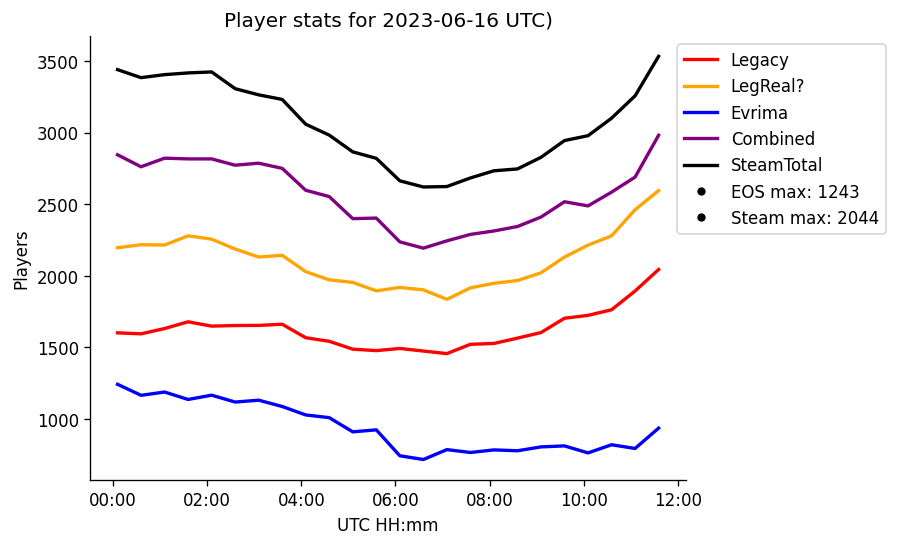 Player stats for 2023-06-16 UTC)
3500
3000
2500
2000
1500
1000
Players
00:00
02:00
04:00
06:00
08:00
10:00
12:00
UTC HH:mm
Legacy
LegReal?
Evrima
Combined
SteamTotal
EOS max: 1243
Steam max: 2044